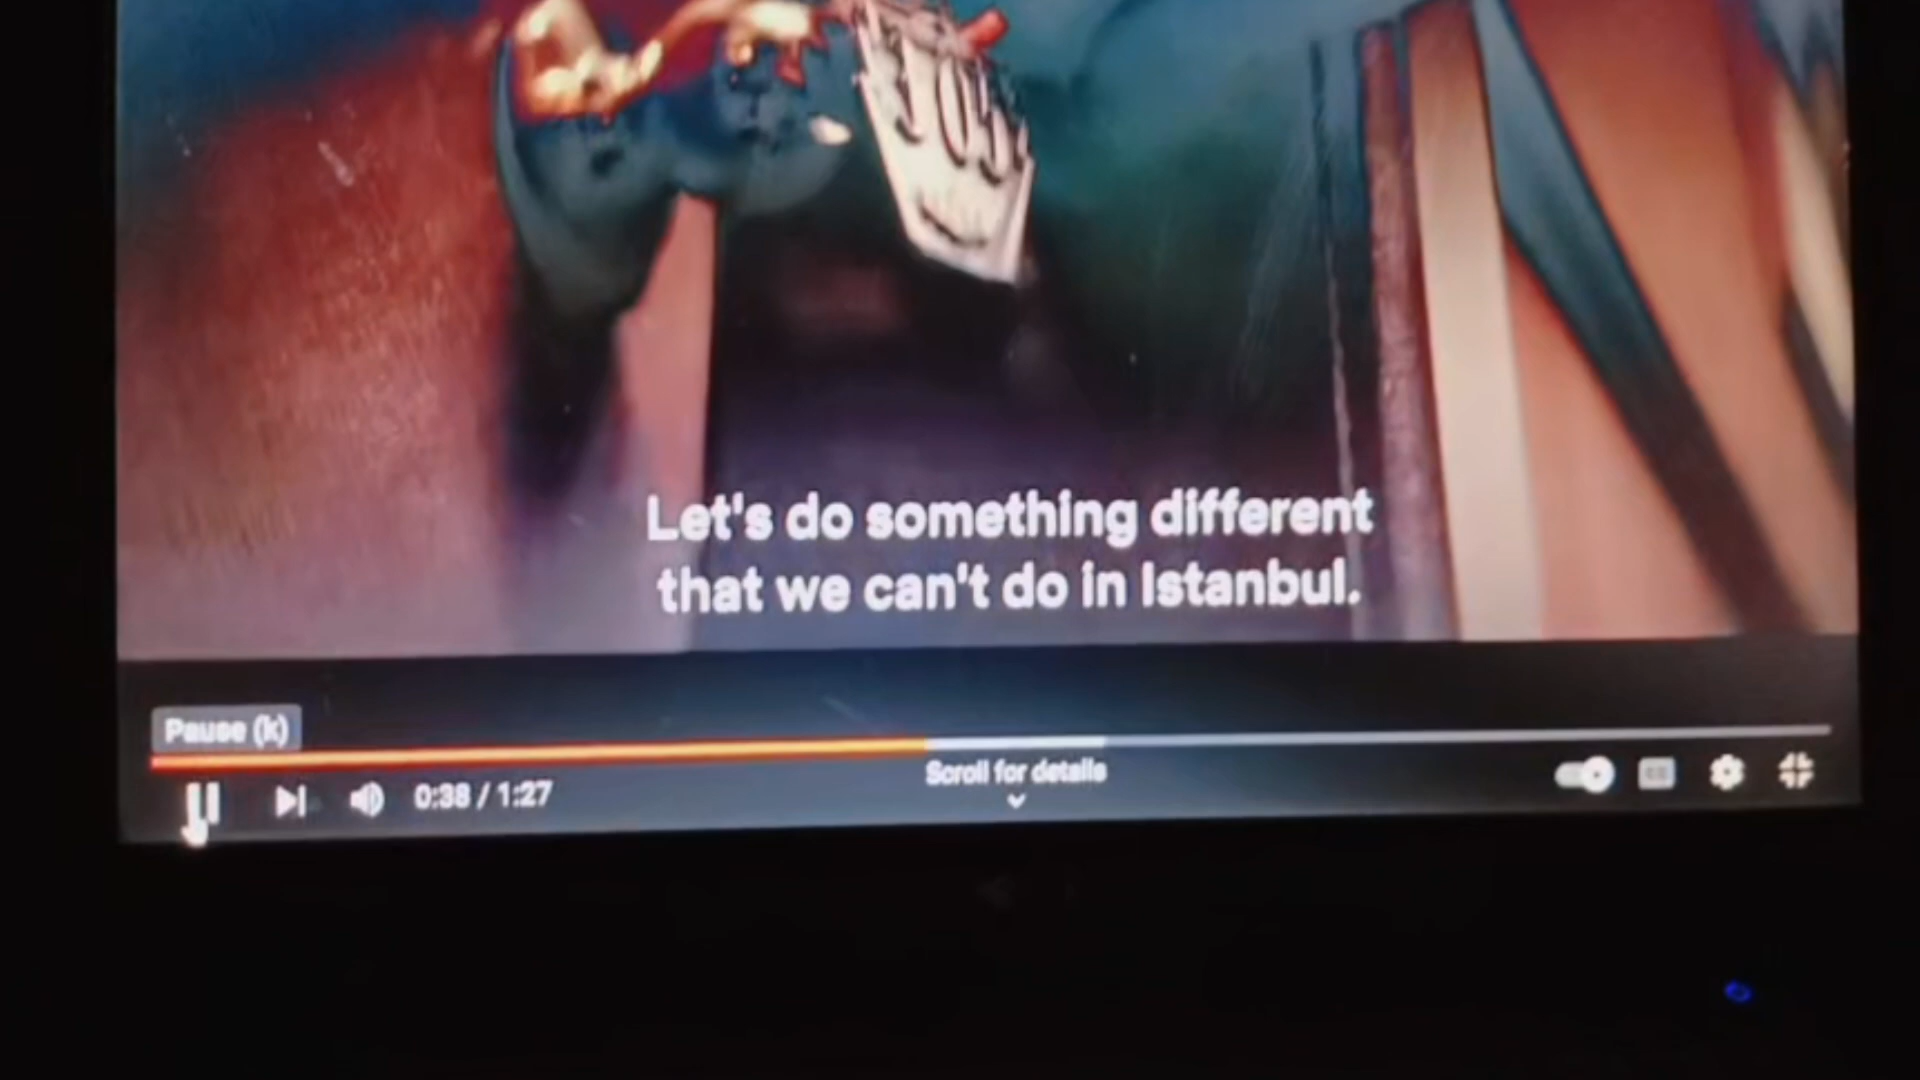 Let's do something different
that we can't do in Istanbul.
Pause (k)
Scroll for details
0:38 / 1:27